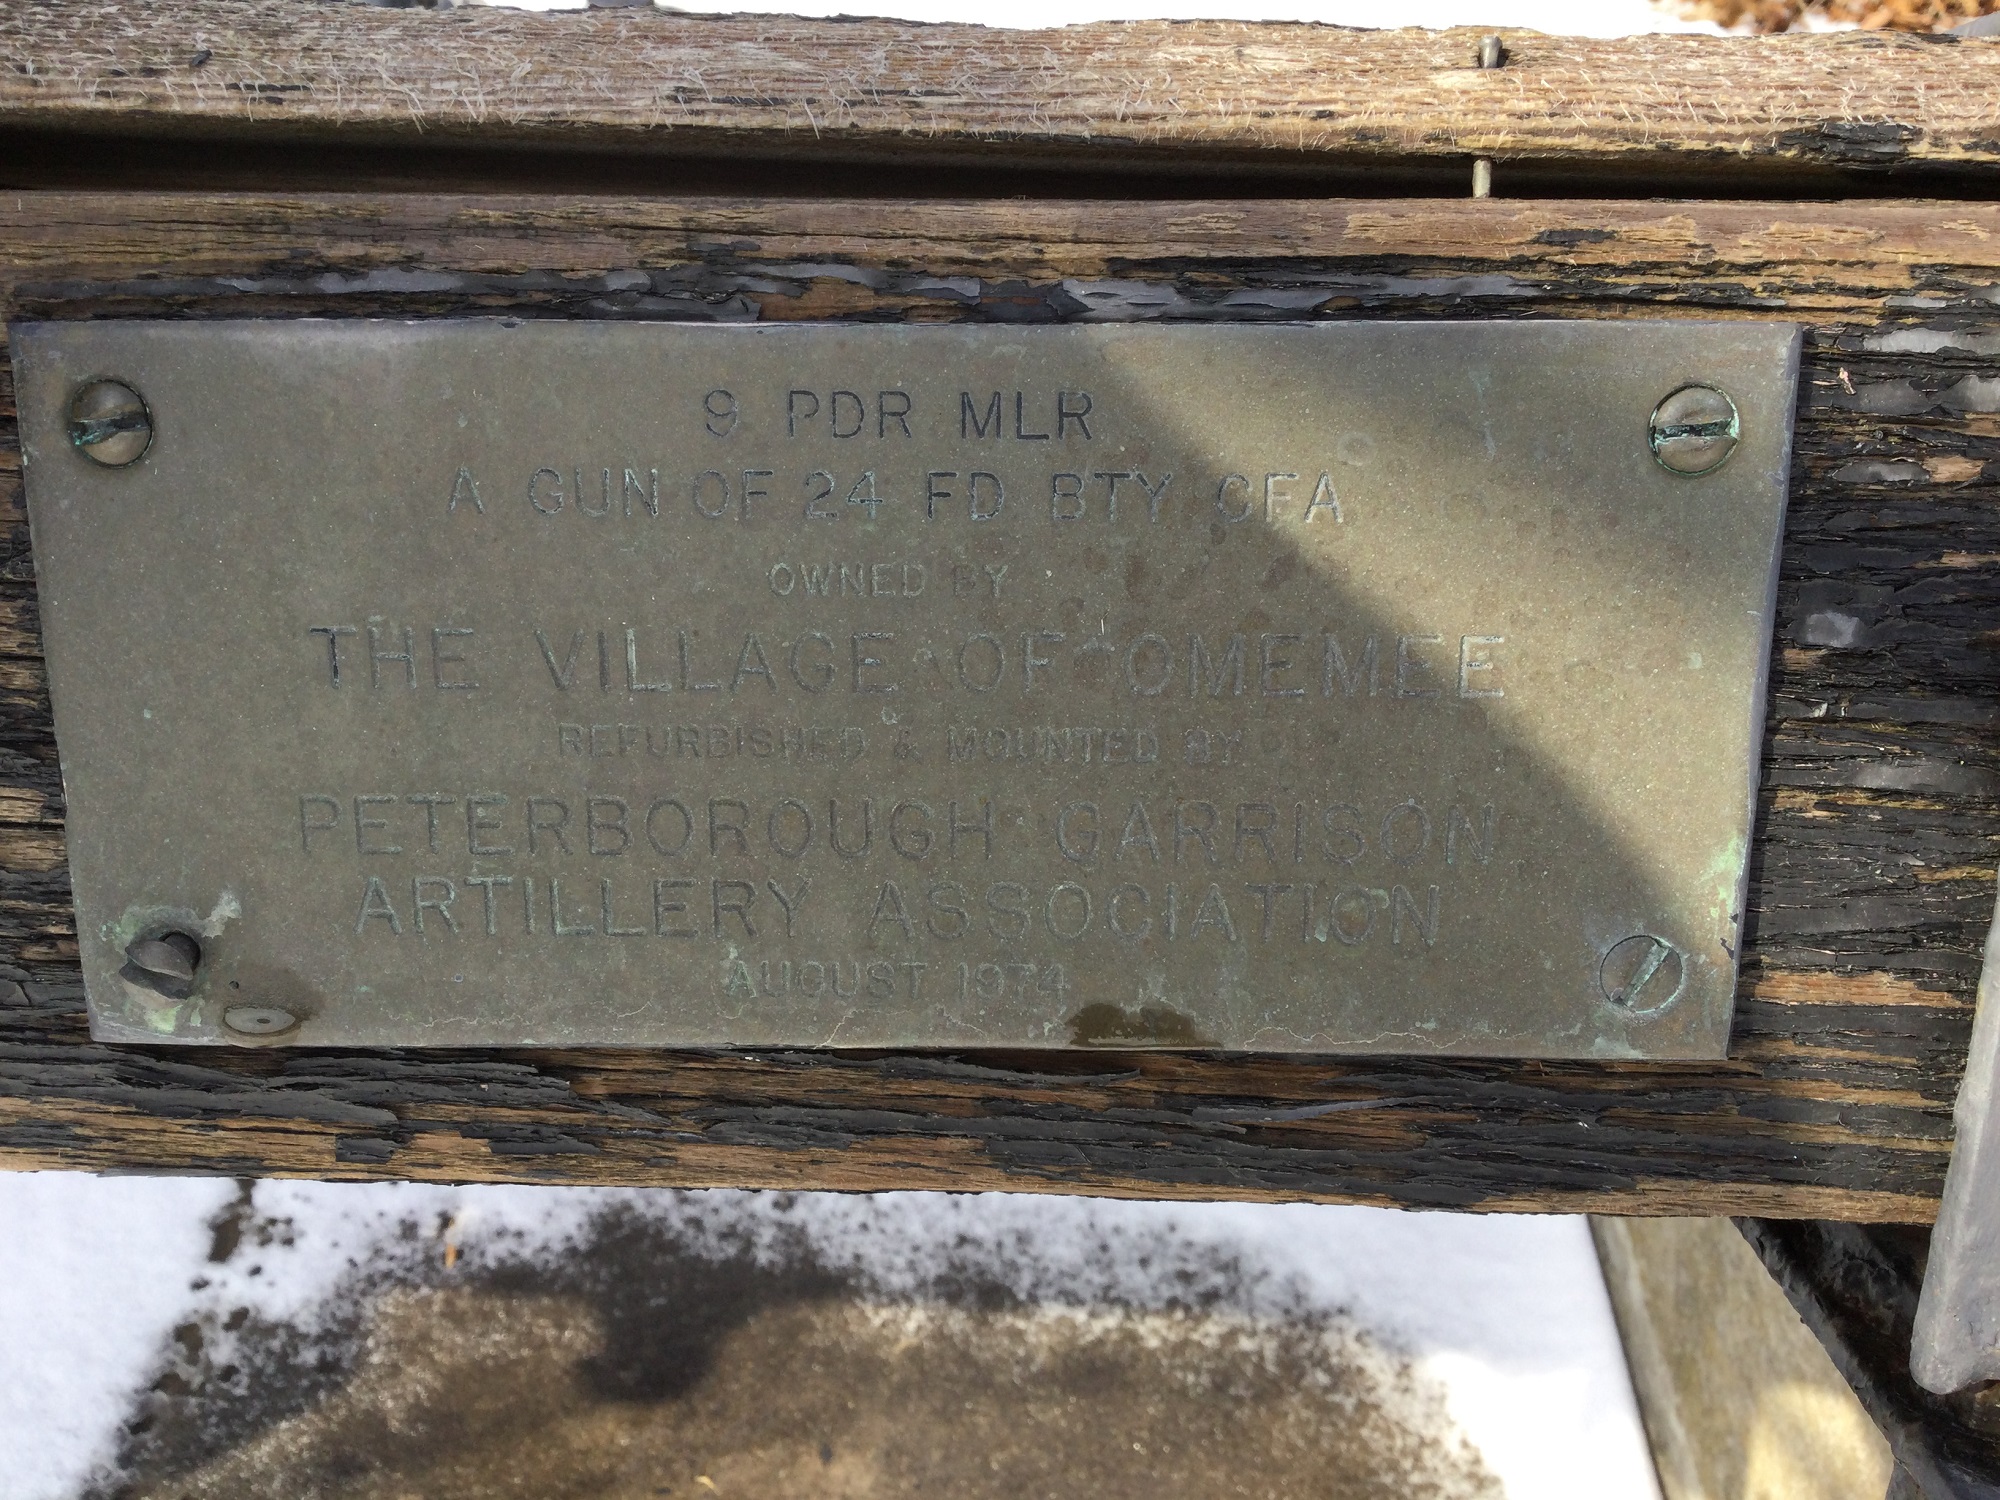 9 PDR MLR
A GUN OF 24 FD BTY CFA
OWNED BY
THE VILLAGE OF OMEMEE
REFURBISHED & MOUNTED BY
PETERBOROUGH GARRISON
ARTILLERY ASSOCIATION
AUGUST 1974